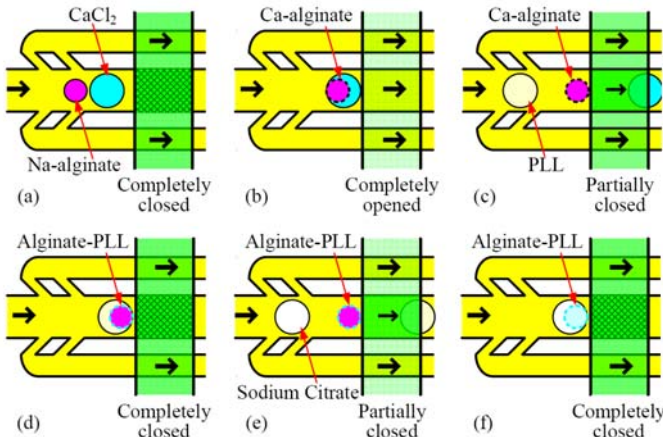 CaCl₂
Na-alginate
(a)
Completely
closed
Ca-alginate
(b)
Completely
opened
Ca-alginate
PLL
(c)
Partially
closed
Alginate-PLL
(d)
Completely
closed
Alginate-PLL
Sodium Citrate
(e)
Partially
closed
Alginate-PLL
(f)
Completely
closed